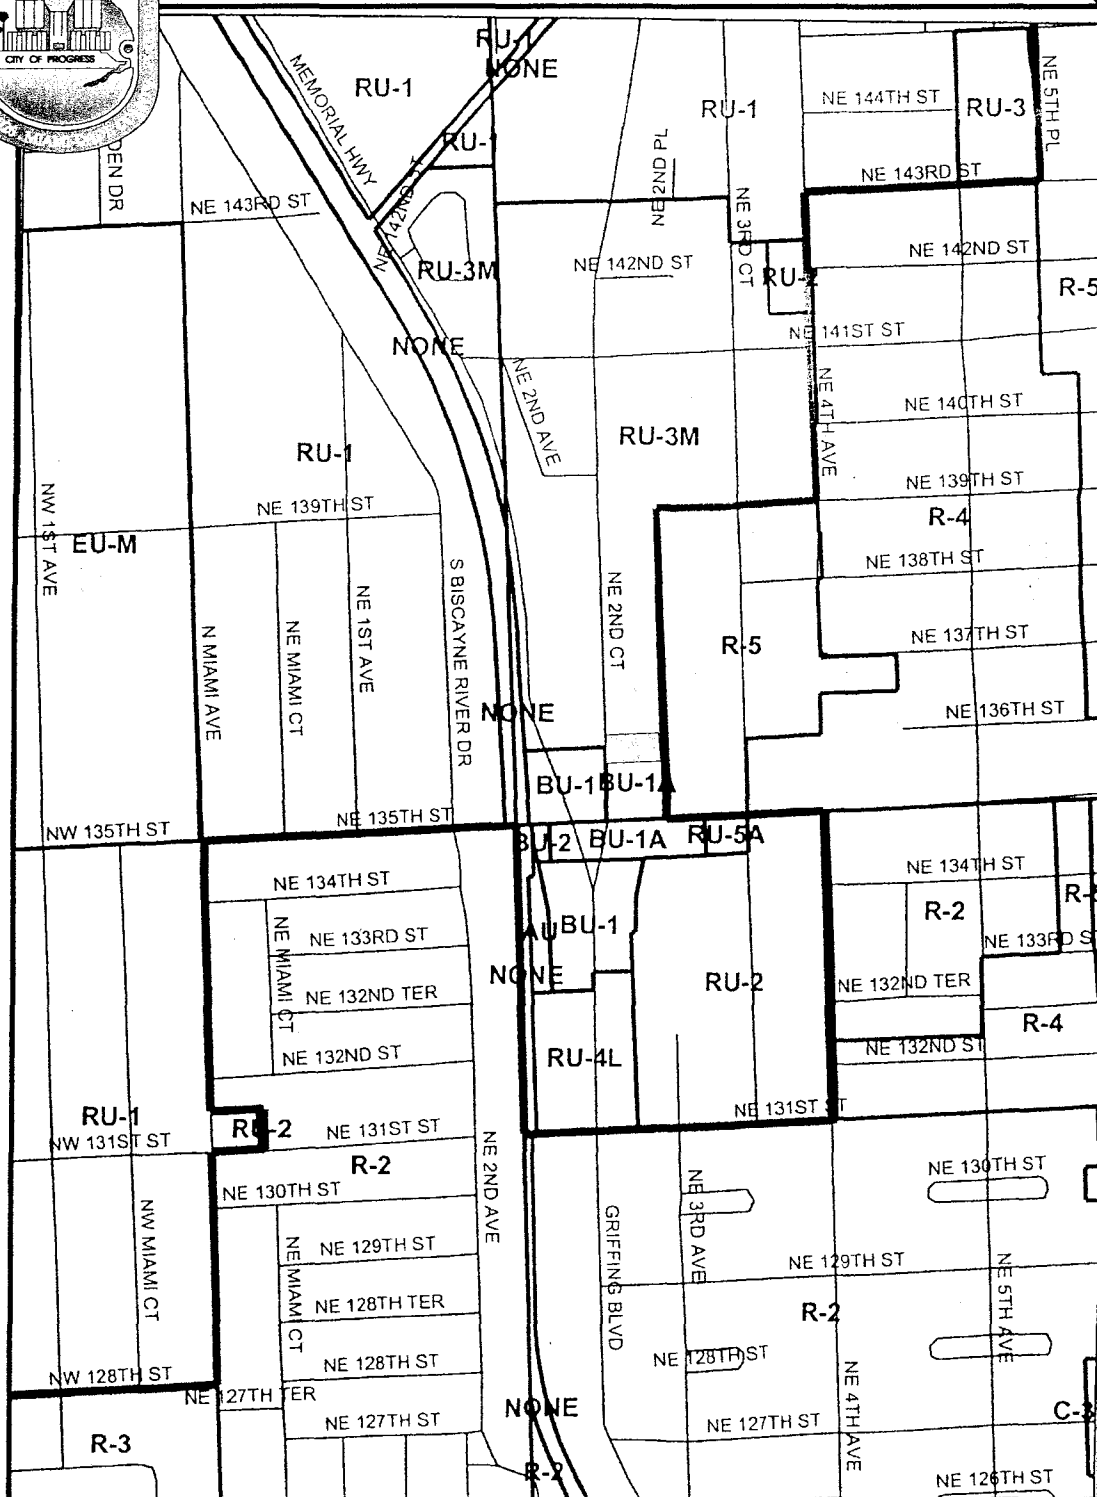 CITY OF PROGRESS
RU-1
NONE
MEMORIAL HWY
RU-1
RU-1
NE 144TH ST
RU-3
NE 5TH PL
RU-1
DEN DR
NE 2ND PL
NE 143RD ST
NE 143RD ST
NE 142ND ST
NE 3RD CT
NE 142ND ST
RU-3M
NE 142ND ST
RU-2
R-5
NE 141ST ST
NONE
NE 2ND AVE
NE 4TH AVE
NE 140TH ST
RU-3M
RU-1
NE 139TH ST
NW 1ST AVE
NE 139TH ST
R-4
EU-M
NE 138TH ST
S BISCAYNE RIVER DR
NE 2ND CT
NE 1ST AVE
N MIAMI AVE
NE MIAMI CT
NE 137TH ST
R-5
NE 136TH ST
NONE
BU-1
BU-1A
NE 135TH ST
NW 135TH ST
BU-2
BU-1A
RU-5A
NE 134TH ST
NE 134TH ST
R-2
NE MIAMI CT
AU
BU-1
NE 133RD ST
NE 133RD S
NONE
RU-2
NE 132ND TER
NE 132ND TER
R-4
NE 132ND ST
NE 132ND ST
RU-4L
NE 131ST ST
RU-1
RU-2
NE 131ST ST
NW 131ST ST
R-2
NE 2ND AVE
NE 130TH ST
NE 130TH ST
NE 3RD AVE
NW MIAMI CT
GRIFFING BLVD
NE MIAMI CT
NE 129TH ST
NE 129TH ST
NE 5TH AVE
NE 128TH TER
R-2
NE 128TH ST
NE 128TH ST
NW 128TH ST
NE 4TH AVE
NE 127TH TER
NONE
C-3
NE 127TH ST
NE 127TH ST
R-3
R-2
NE 126TH ST